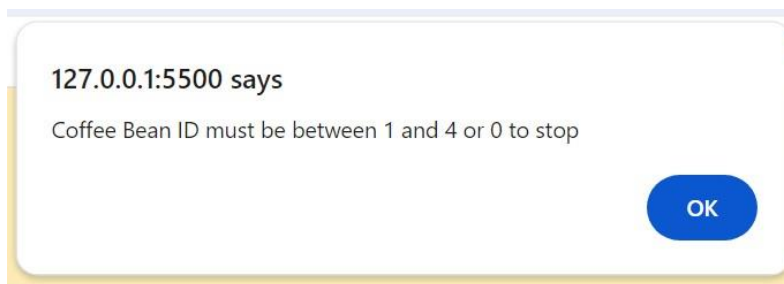 127.0.0.1:5500 says
Coffee Bean ID must be between 1 and 4 or 0 to stop
OK